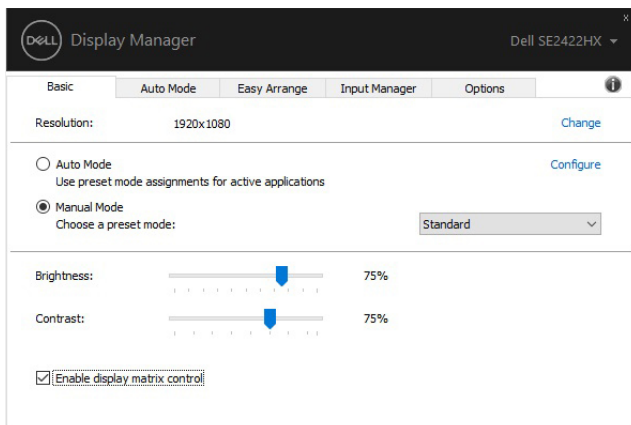 DELL Display Manager Dell SE2422HX
x
Basic Auto Mode Easy Arrange Input Manager Options i
Resolution: 1920x1080 Change
Auto Mode Configure
Use preset mode assignments for active applications
Manual Mode
Choose a preset mode: Standard
Brightness: 75%
Contrast: 75%
Enable display matrix control